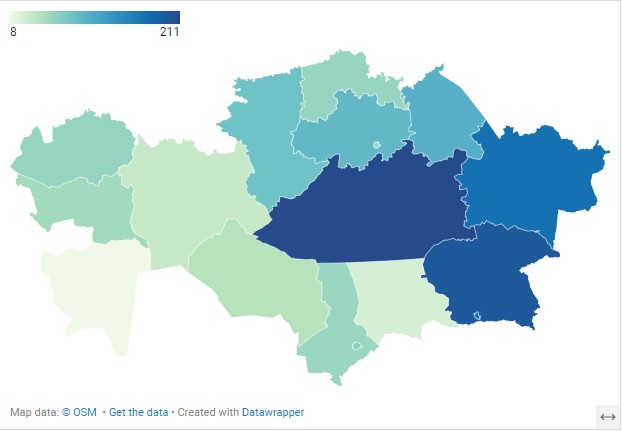 8 211
Map data: © OSM • Get the data • Created with Datawrapper